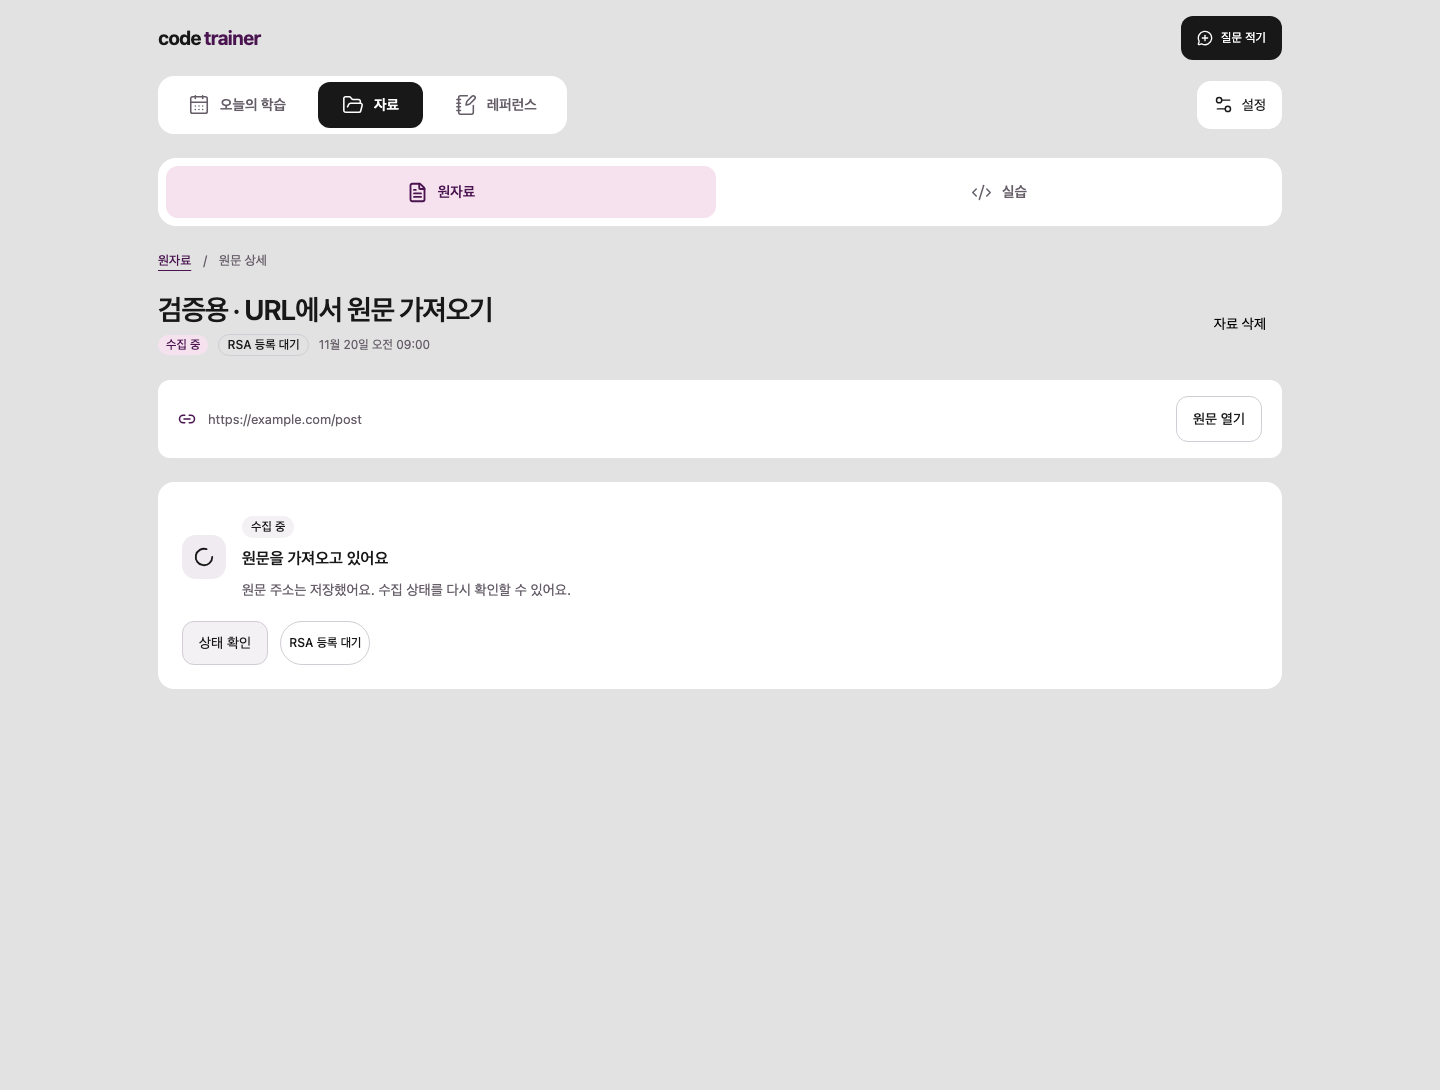 code trainer
질문 적기
오늘의 학습
자료
레퍼런스
설정
원자료
실습
원자료 / 원문 상세
검증용 · URL에서 원문 가져오기
자료 삭제
수집 중 RSA 등록 대기 11월 20일 오전 09:00
https://example.com/post
원문 열기
수집 중
원문을 가져오고 있어요
원문 주소는 저장했어요. 수집 상태를 다시 확인할 수 있어요.
상태 확인
RSA 등록 대기